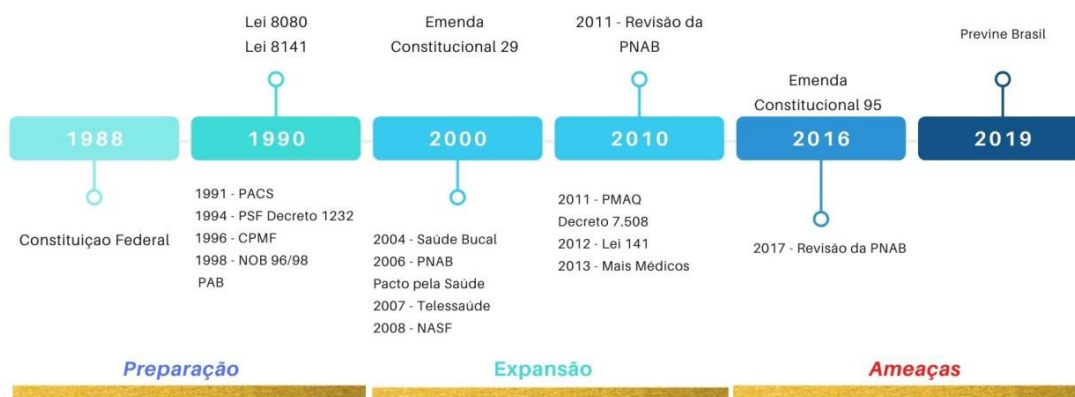 Lei 8080
Lei 8141
Emenda
Constitucional 29
2011 - Revisão da
PNAB
Emenda
Constitucional 95
Previne Brasil
1988
1990
2000
2010
2016
2019
Constituiçao Federal
1991 - PACS
1994 - PSF Decreto 1232
1996 - CPMF
1998 - NOB 96/98
PAB
2004 - Saúde Bucal
2006 - PNAB
Pacto pela Saúde
2007 - Telessaúde
2008 - NASF
2011 - PMAQ
Decreto 7.508
2012 - Lei 141
2013 - Mais Médicos
2017 - Revisão da PNAB
Preparação
Expansão
Ameaças